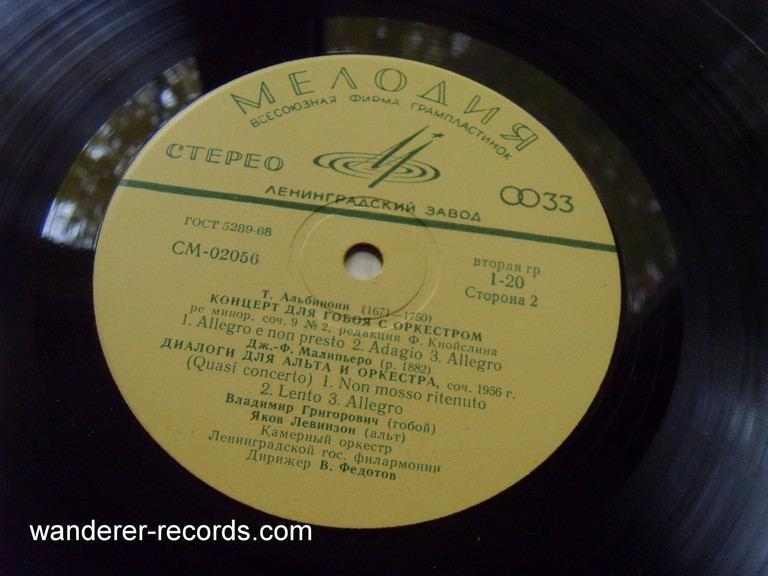 МЕЛОДИЯ
ВСЕСОЮЗНАЯ ФИРМА ГРАМПЛАСТИНОК
СТЕРЕО
ЛЕНИНГРАДСКИЙ ЗАВОД
33
ГОСТ 5289-68
СМ-02056
вторая гр
1-20
Сторона 2
Т. Альбинони (1671—1750)
КОНЦЕРТ ДЛЯ ГОБОЯ С ОРКЕСТРОМ
ре минор, соч. 9 № 2, редакция Ф. Кнойслина
1. Allegro e non presto 2. Adagio 3. Allegro
Дж.-Ф. Малипьеро (р. 1882)
ДИАЛОГИ ДЛЯ АЛЬТА И ОРКЕСТРА, соч. 1956 г.
(Quasi concerto) 1. Non mosso ritenuto
2. Lento 3. Allegro
Владимир Григорович (гобой)
Яков Левинзон (альт)
Камерный оркестр
Ленинградской гос. филармонии
Дирижер В. Федотов
wanderer-records.com